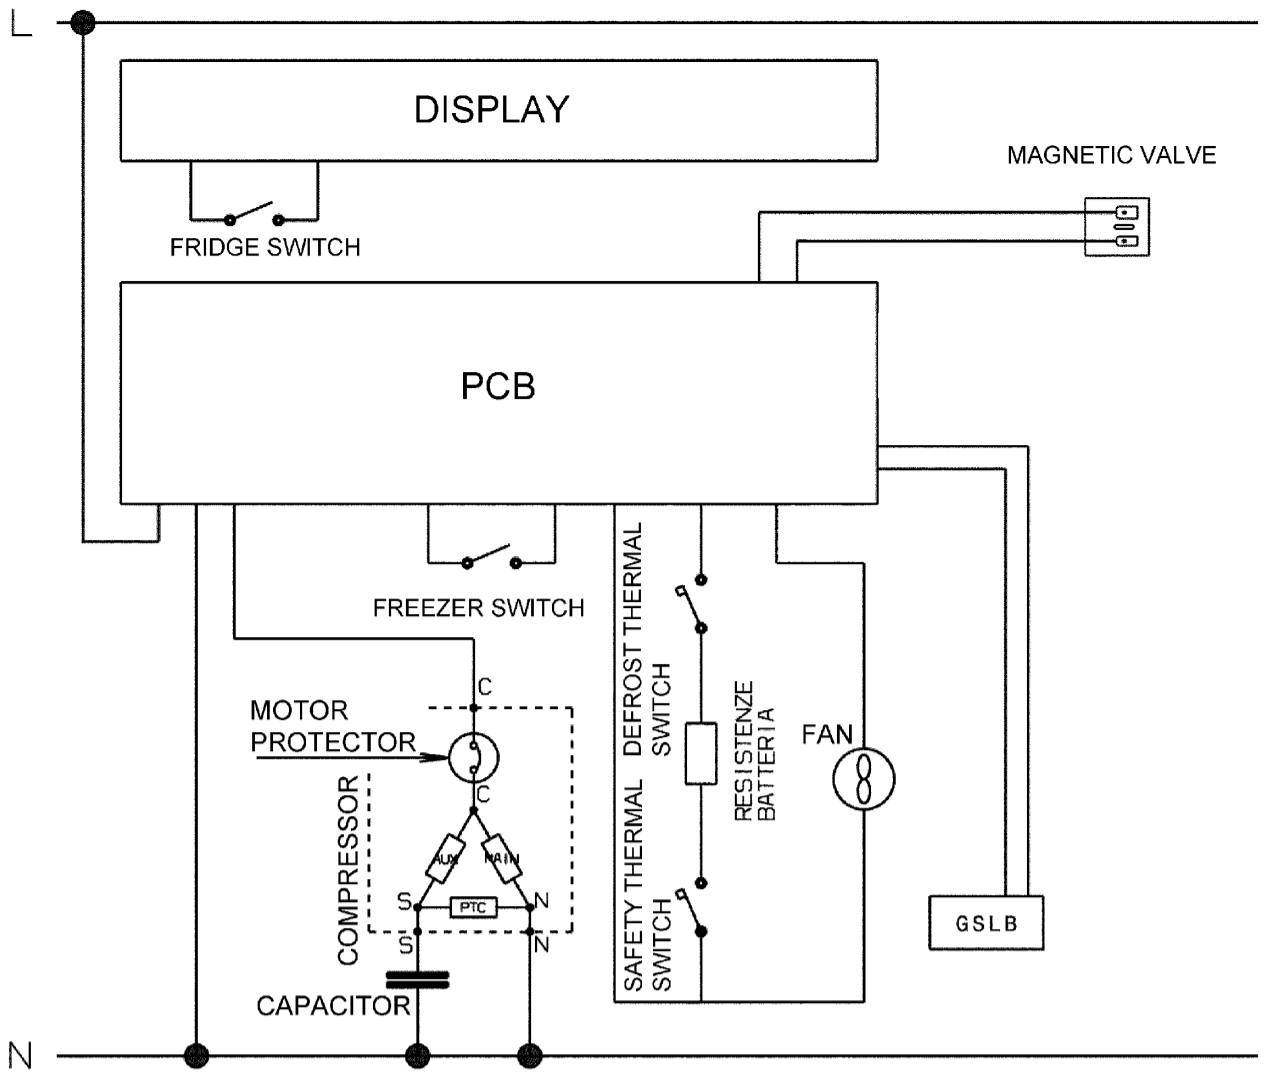 L
DISPLAY
MAGNETIC VALVE
FRIDGE SWITCH
PCB
FREEZER SWITCH
DEFROST THERMAL
SWITCH
C
MOTOR
PROTECTOR
RESISTENZE
BATTERIA
FAN
C
COMPRESSOR
AUX
MAIN
SAFETY THERMAL
SWITCH
S
PTC
N
S
N
GSLB
CAPACITOR
N